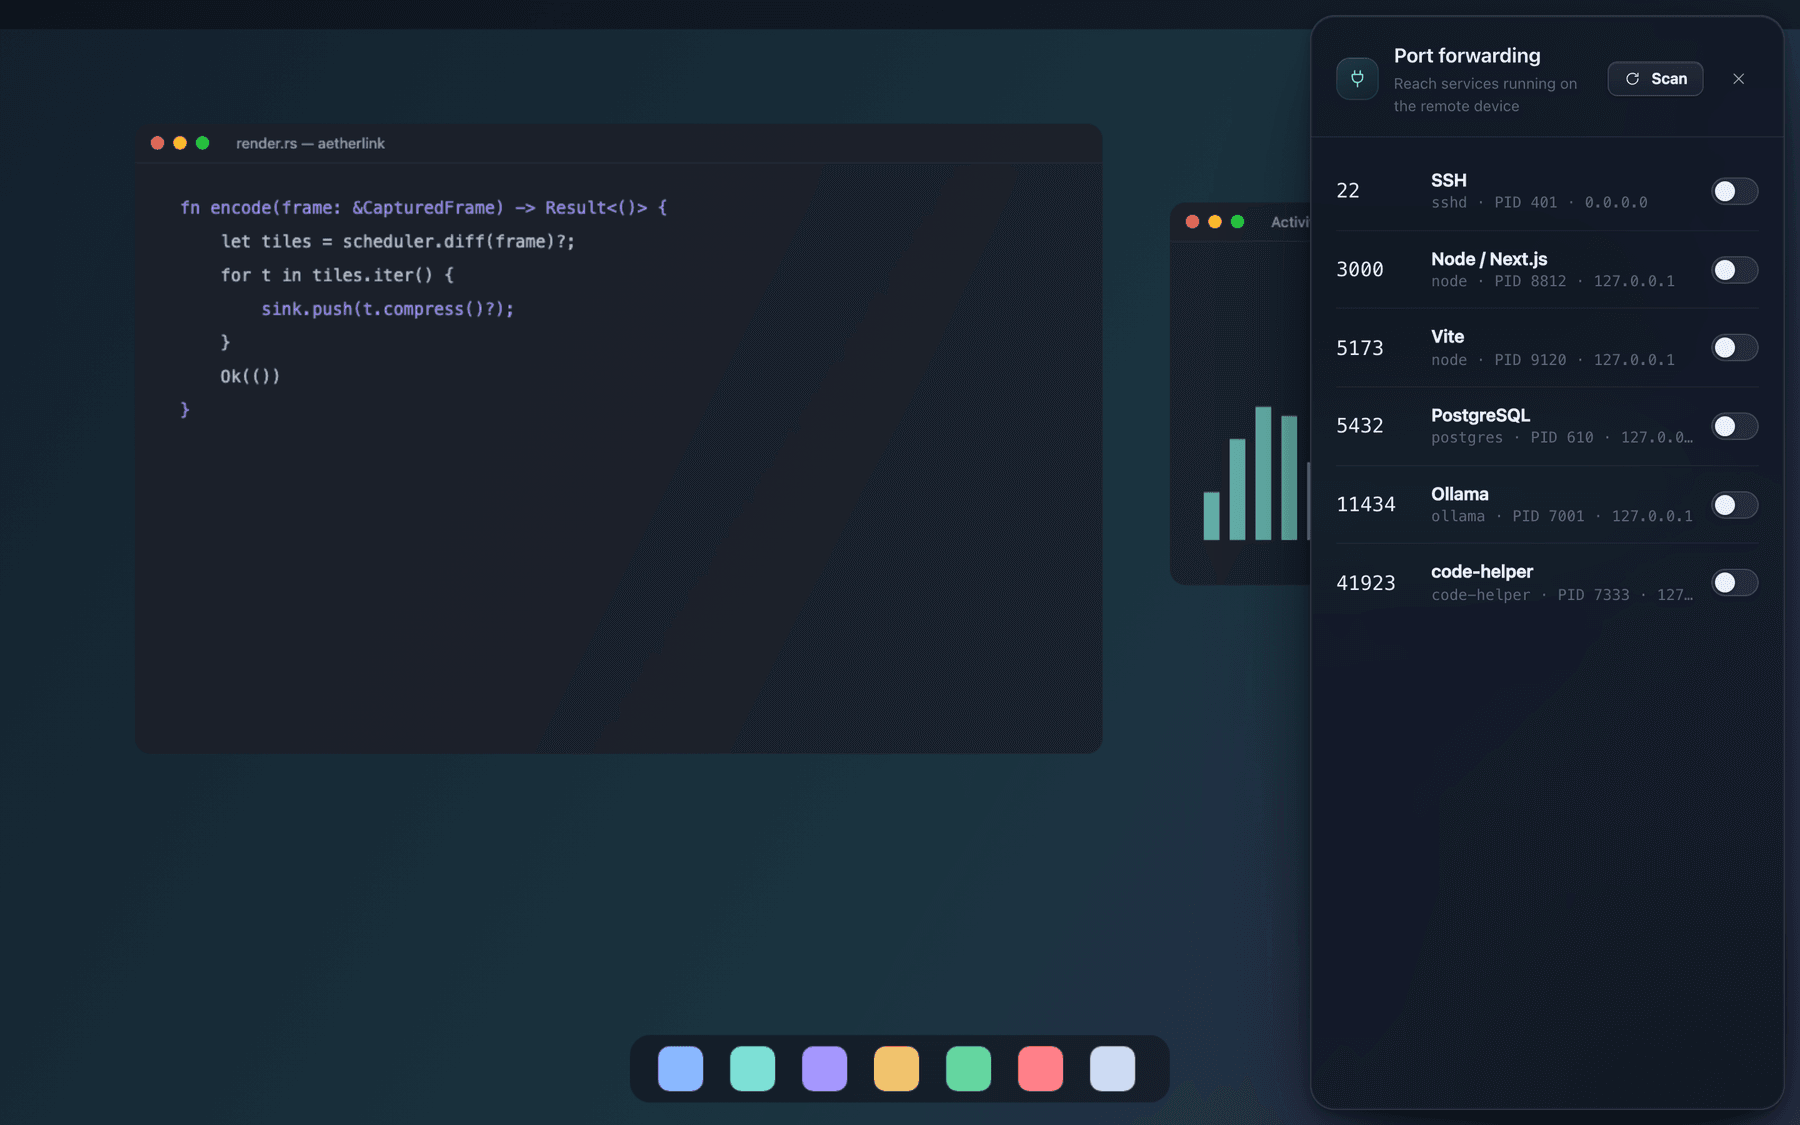 render.rs — aetherlink
fn encode(frame: &CapturedFrame) -> Result<()> {
let tiles = scheduler.diff(frame)?;
for t in tiles.iter() {
sink.push(t.compress()?);
}
Ok(())
}
Activi
Port forwarding
Reach services running on
the remote device
Scan
22
SSH
sshd · PID 401 · 0.0.0.0
3000
Node / Next.js
node · PID 8812 · 127.0.0.1
5173
Vite
node · PID 9120 · 127.0.0.1
5432
PostgreSQL
postgres · PID 610 · 127.0.0…
11434
Ollama
ollama · PID 7001 · 127.0.0.1
41923
code-helper
code-helper · PID 7333 · 127…